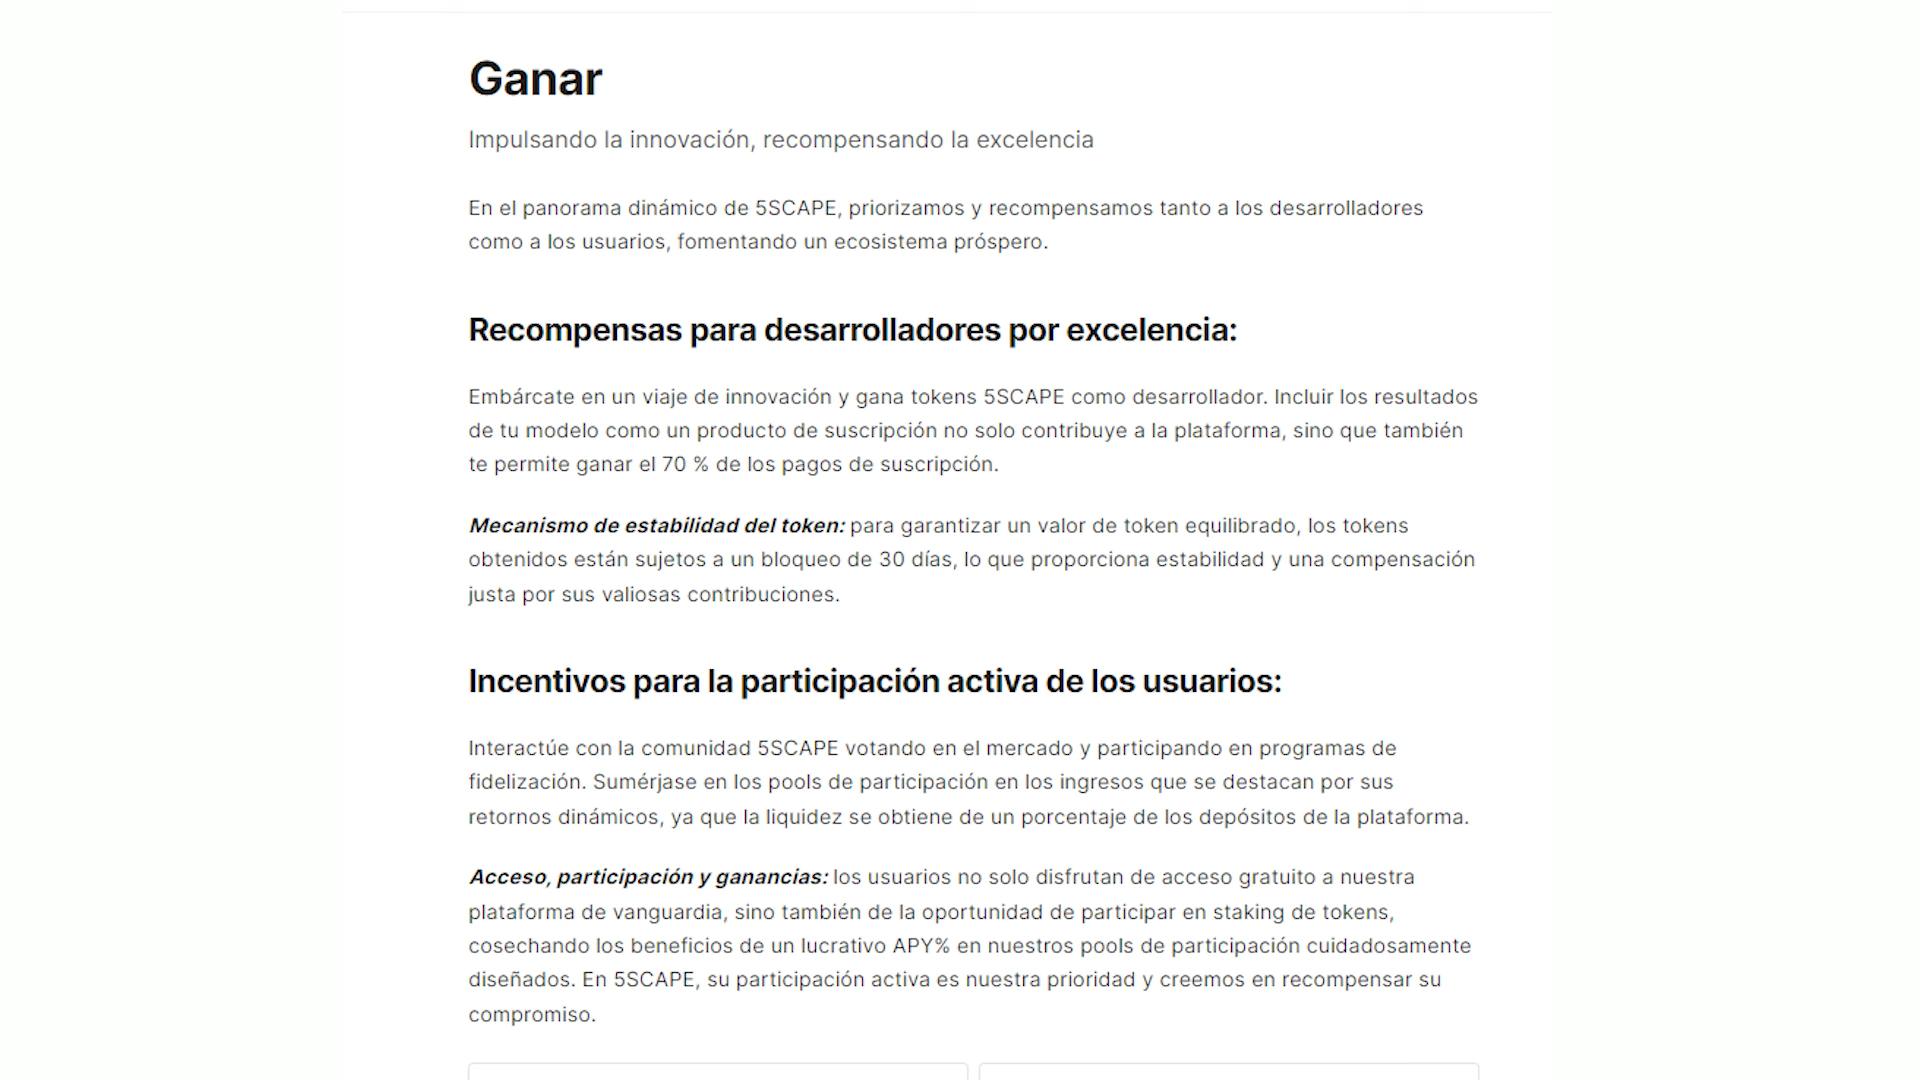 Ganar
Impulsando la innovación, recompensando la excelencia
En el panorama dinámico de 5SCAPE, priorizamos y recompensamos tanto a los desarrolladores
como a los usuarios, fomentando un ecosistema próspero.
Recompensas para desarrolladores por excelencia:
Embárcate en un viaje de innovación y gana tokens 5SCAPE como desarrollador. Incluir los resultados
de tu modelo como un producto de suscripción no solo contribuye a la plataforma, sino que también
te permite ganar el 70 % de los pagos de suscripción.
Mecanismo de estabilidad del token: para garantizar un valor de token equilibrado, los tokens
obtenidos están sujetos a un bloqueo de 30 días, lo que proporciona estabilidad y una compensación
justa por sus valiosas contribuciones.
Incentivos para la participación activa de los usuarios:
Interactúe con la comunidad 5SCAPE votando en el mercado y participando en programas de
fidelización. Sumérjase en los pools de participación en los ingresos que se destacan por sus
retornos dinámicos, ya que la liquidez se obtiene de un porcentaje de los depósitos de la plataforma.
Acceso, participación y ganancias: los usuarios no solo disfrutan de acceso gratuito a nuestra
plataforma de vanguardia, sino también de la oportunidad de participar en staking de tokens,
cosechando los beneficios de un lucrativo APY% en nuestros pools de participación cuidadosamente
diseñados. En 5SCAPE, su participación activa es nuestra prioridad y creemos en recompensar su
compromiso.